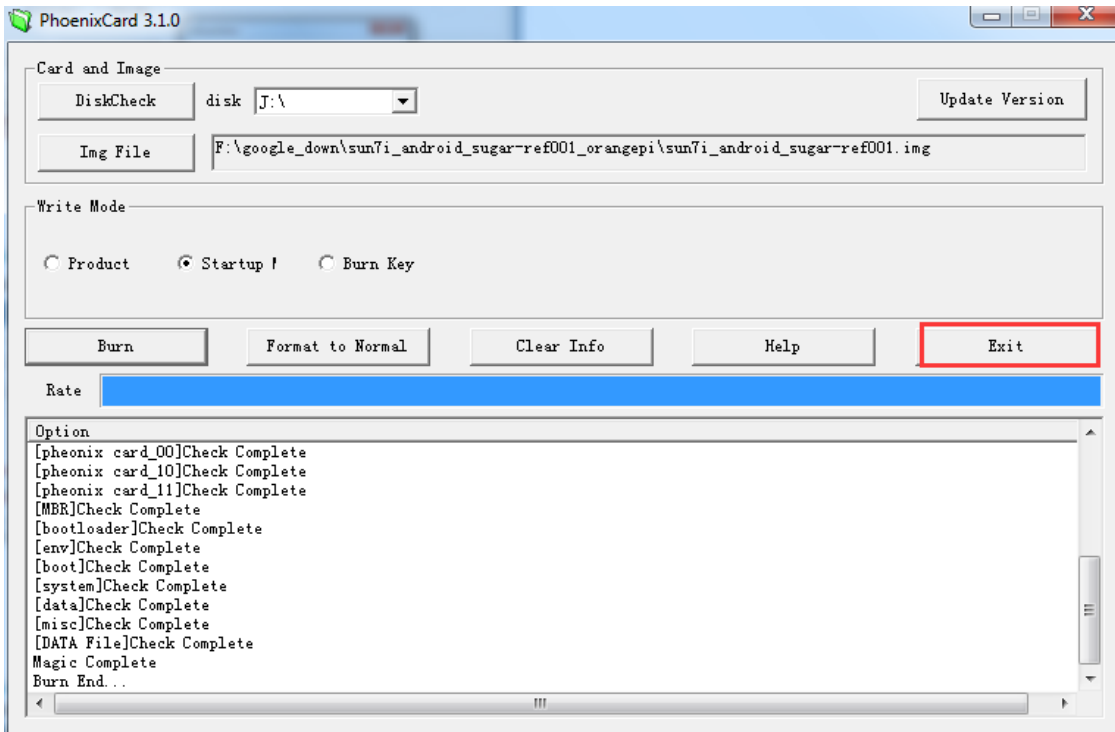 PhoenixCard 3.1.0
Card and Image
DiskCheck disk J:\ Update Version
Img File F:\google_down\sun7i_android_sugar-ref001_orangepi\sun7i_android_sugar-ref001.img
Write Mode
Product Startup Burn Key
Burn Format to Normal Clear Info Help Exit
Rate
Option
[pheonix card_00]Check Complete
[pheonix card_10]Check Complete
[pheonix card_11]Check Complete
[MBR]Check Complete
[bootloader]Check Complete
[env]Check Complete
[boot]Check Complete
[system]Check Complete
[data]Check Complete
[misc]Check Complete
[DATA File]Check Complete
Magic Complete
Burn End...